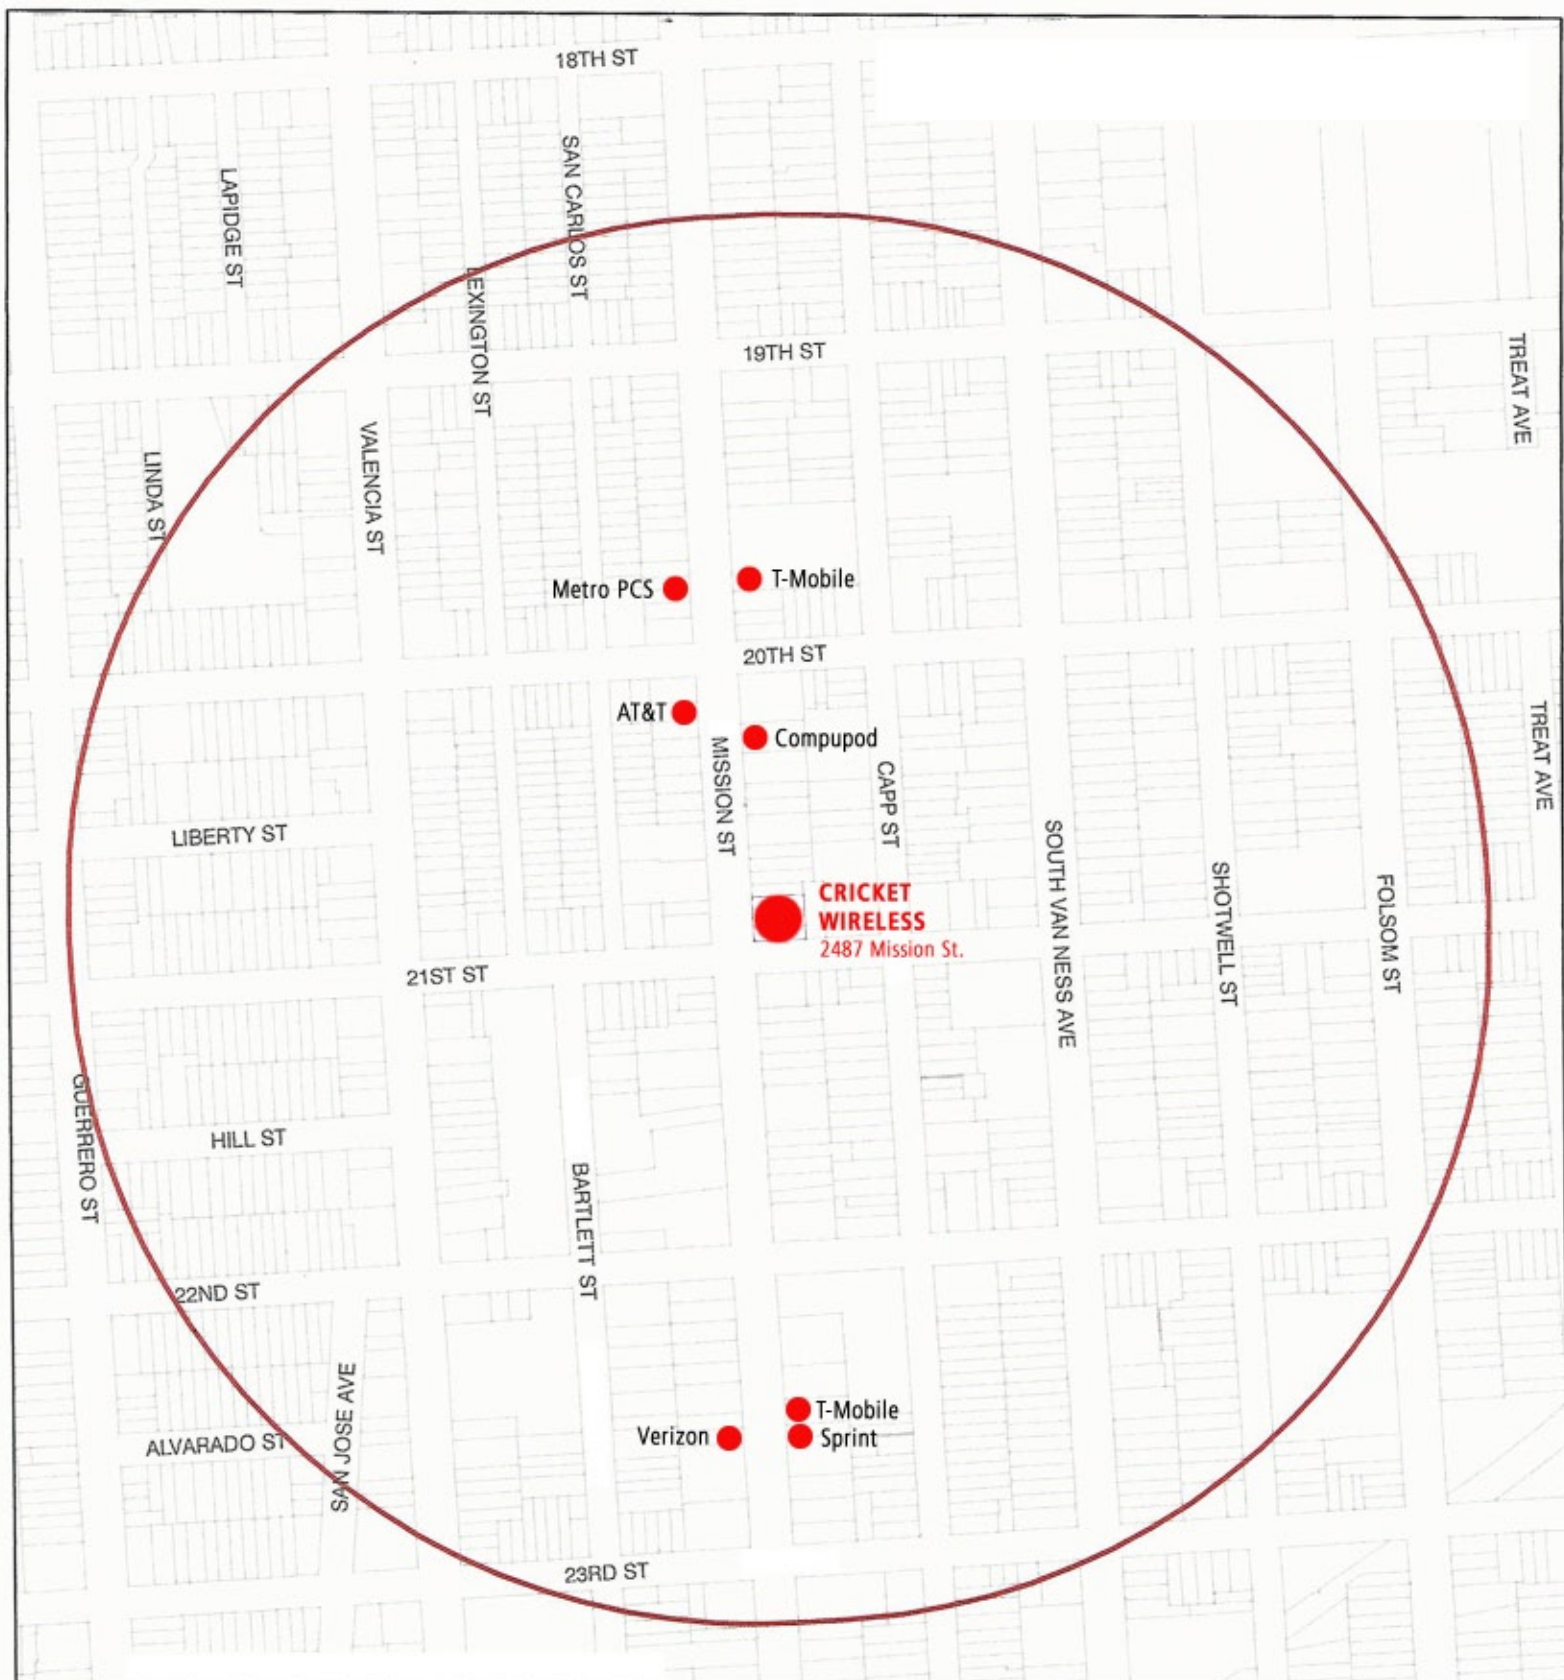 18TH ST
SAN CARLOS ST
LAPIDGE ST
LEXINGTON ST
19TH ST
TREAT AVE
VALENCIA ST
LINDA ST
Metro PCS
T-Mobile
20TH ST
AT&T
Compupod
TREAT AVE
MISSION ST
CAPP ST
LIBERTY ST
SOUTH VAN NESS AVE
SHOTWELL ST
FOLSOM ST
CRICKET
WIRELESS
2487 Mission St.
21ST ST
GUERRERO ST
HILL ST
BARTLETT ST
22ND ST
SAN JOSE AVE
T-Mobile
Verizon
Sprint
ALVARADO ST
23RD ST